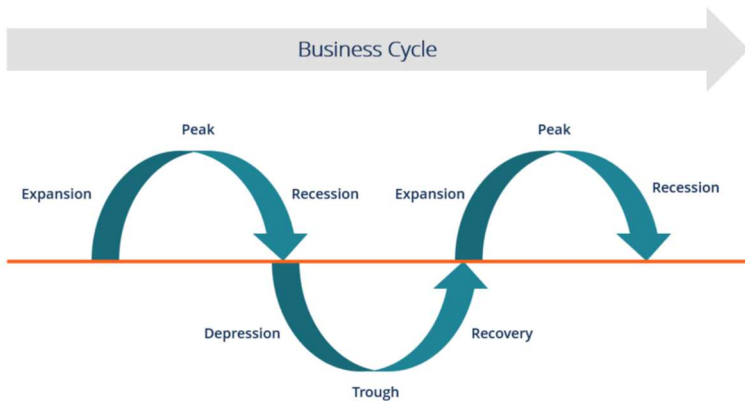 Business Cycle
Peak
Peak
Expansion
Recession
Expansion
Recession
Depression
Recovery
Trough